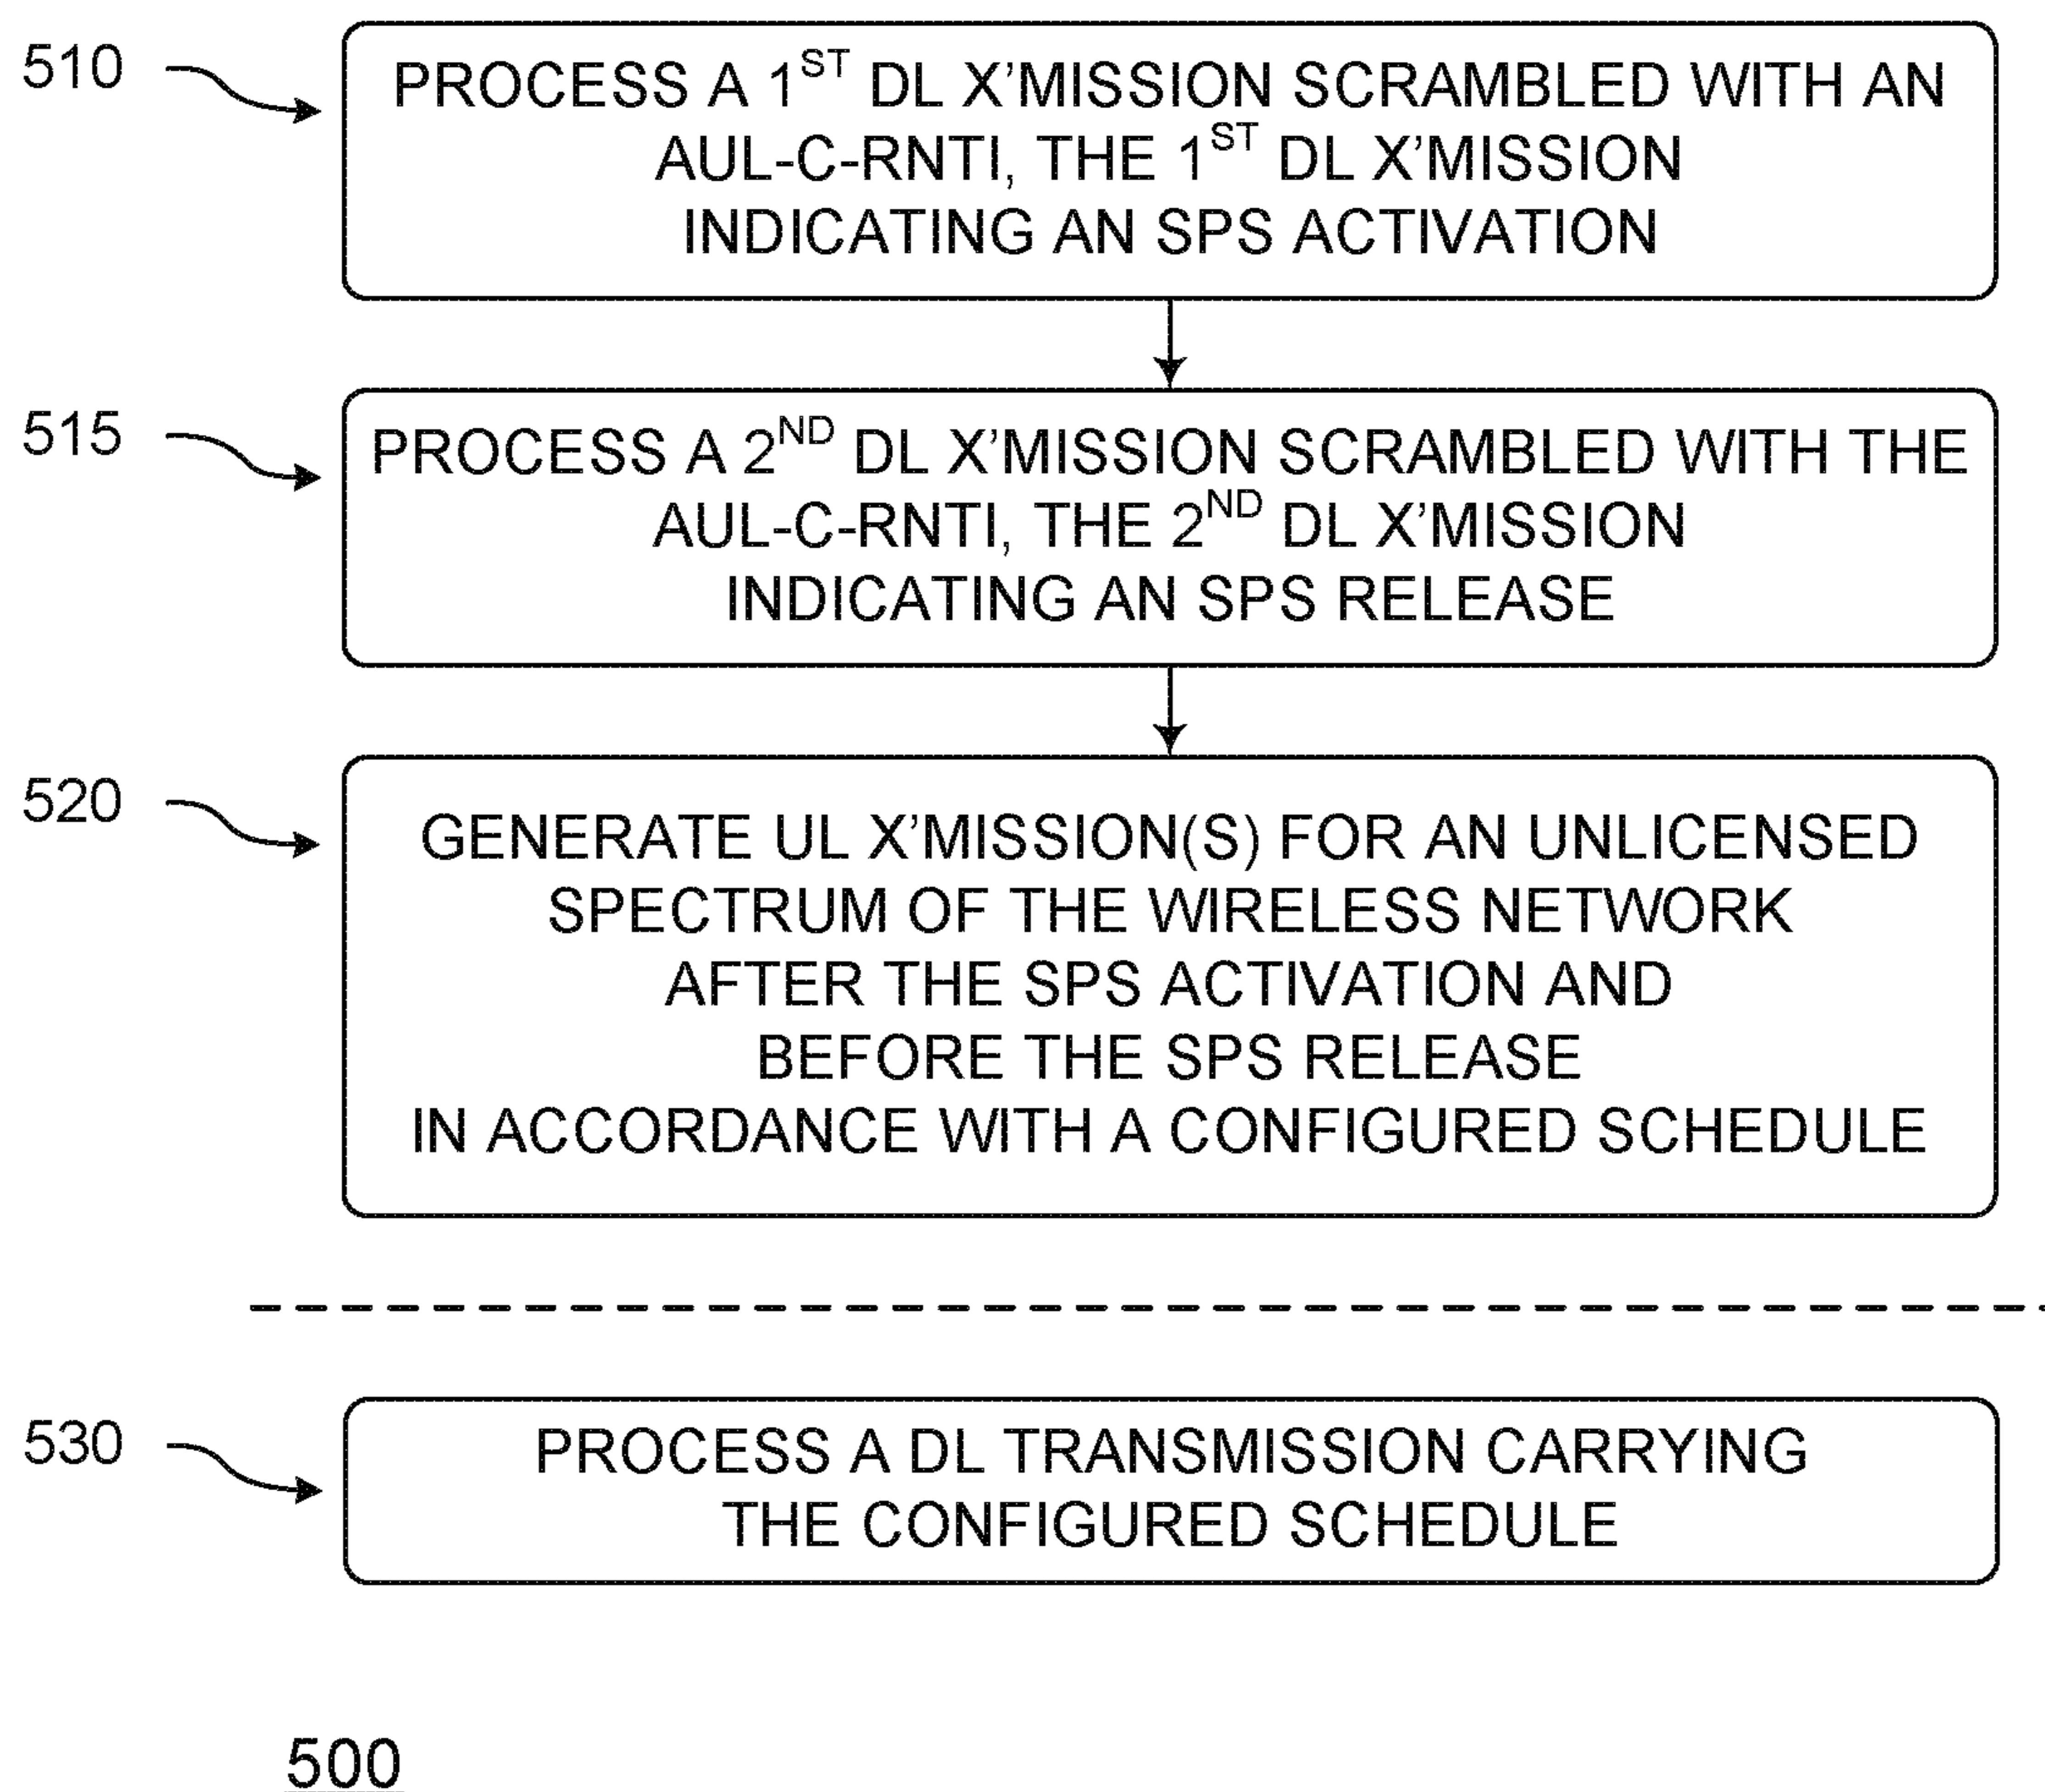 510
PROCESS A 1ST DL X’MISSION SCRAMBLED WITH AN
AUL-C-RNTI, THE 1ST DL X’MISSION
INDICATING AN SPS ACTIVATION
515
PROCESS A 2ND DL X’MISSION SCRAMBLED WITH THE
AUL-C-RNTI, THE 2ND DL X’MISSION
INDICATING AN SPS RELEASE
520
GENERATE UL X’MISSION(S) FOR AN UNLICENSED
SPECTRUM OF THE WIRELESS NETWORK
AFTER THE SPS ACTIVATION AND
BEFORE THE SPS RELEASE
IN ACCORDANCE WITH A CONFIGURED SCHEDULE
530
PROCESS A DL TRANSMISSION CARRYING
THE CONFIGURED SCHEDULE
500